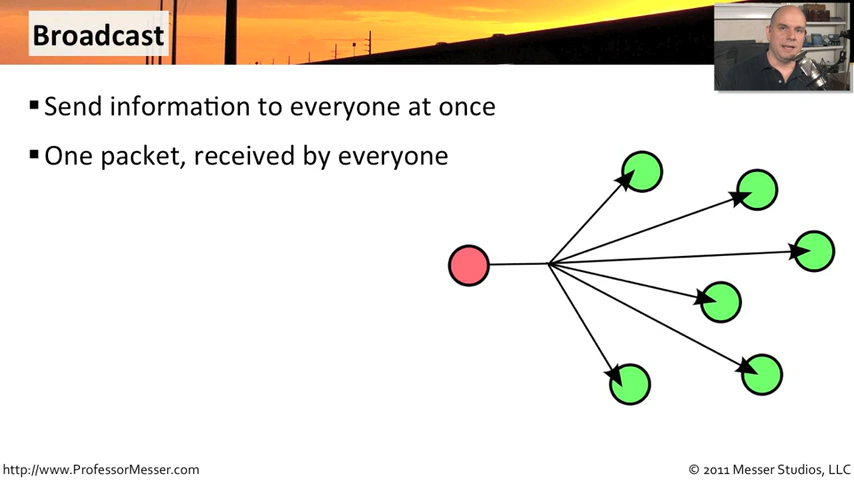 Broadcast
▪ Send information to everyone at once
▪ One packet, received by everyone
http://www.ProfessorMesser.com
© 2011 Messer Studios, LLC